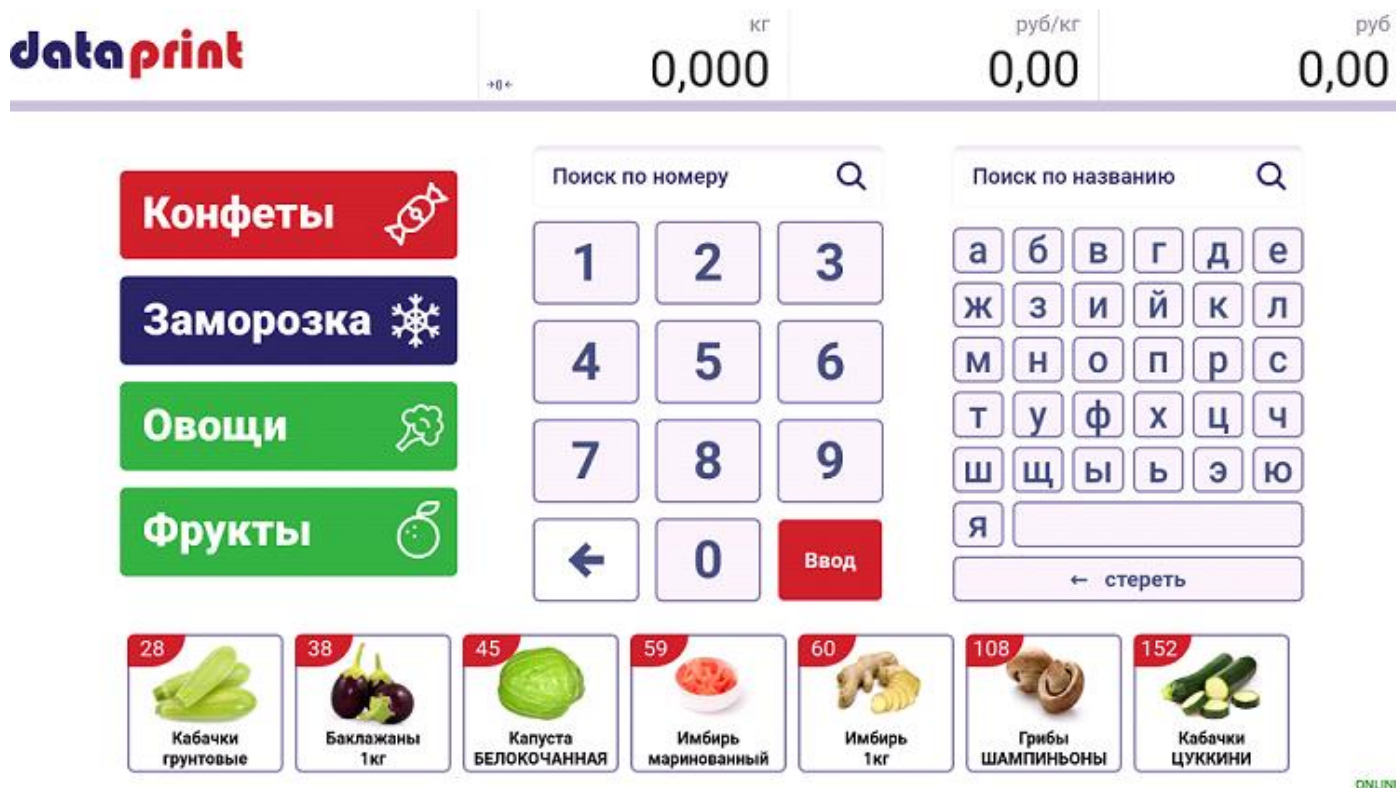 dataprint
кг
руб/кг
руб
→0←
0,000
0,00
0,00
Конфеты
Заморозка
Овощи
Фрукты
Поиск по номеру
1 2 3
4 5 6
7 8 9
← 0 Ввод
Поиск по названию
а б в г д е
ж з и й к л
м н о п р с
т у ф х ц ч
ш щ ы ь э ю
я
← стереть
28
Кабачки
грунтовые
38
Баклажаны
1кг
45
Капуста
БЕЛОКОЧАННАЯ
59
Имбирь
маринованный
60
Имбирь
1кг
108
Грибы
ШАМПИНЬОНЫ
152
Кабачки
ЦУККИНИ